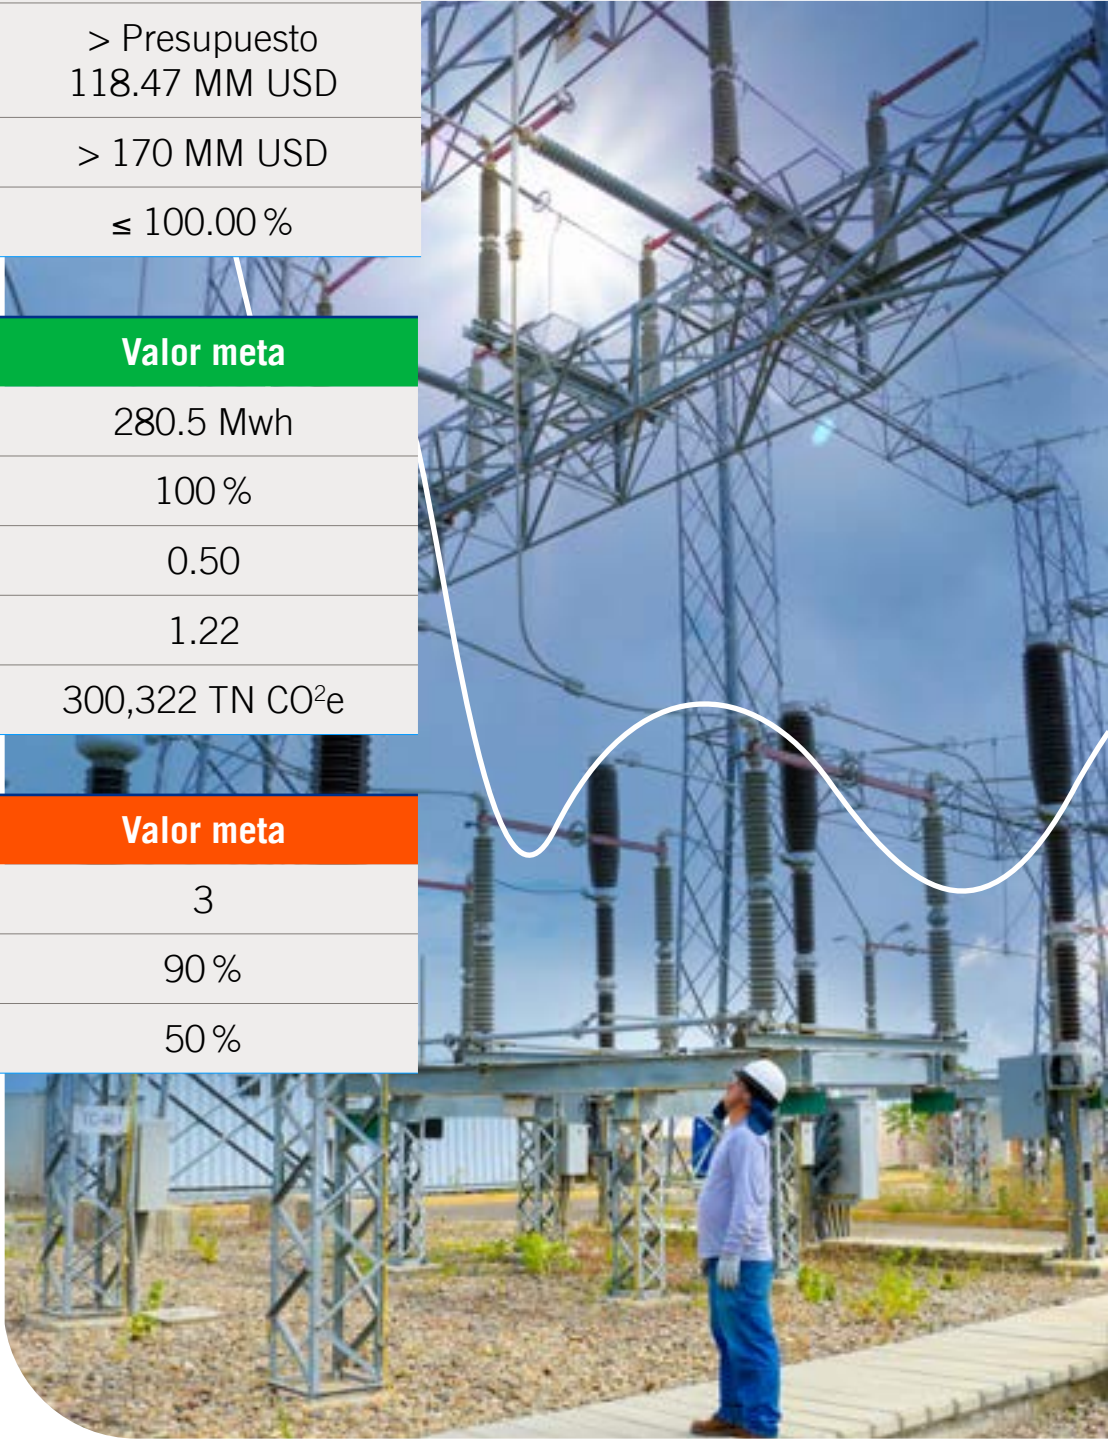 > Presupuesto
118.47 MM USD
> 170 MM USD
≤ 100.00 %
Valor meta
280.5 Mwh
100 %
0.50
1.22
300,322 TN CO²e
Valor meta
3
90 %
50 %